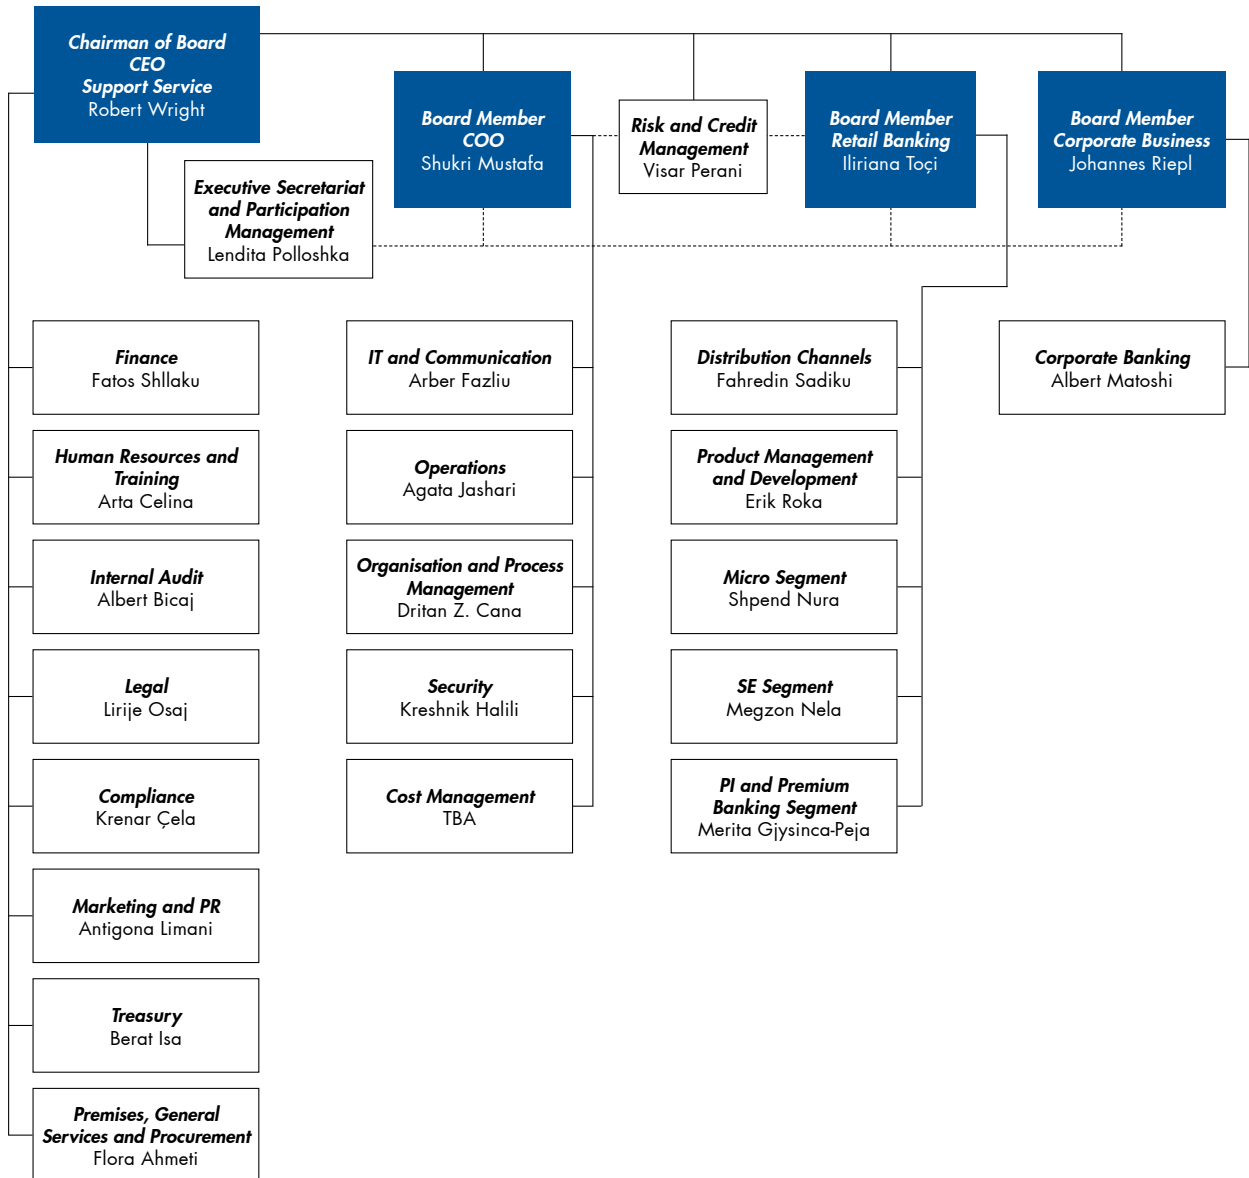 Chairman of Board
CEO
Support Service
Robert Wright
Board Member
COO
Shukri Mustafa
Risk and Credit
Management
Visar Perani
Board Member
Retail Banking
Iliriana Toçi
Board Member
Corporate Business
Johannes Riepl
Executive Secretariat
and Participation
Management
Lendita Polloshka
Finance
Fatos Shllaku
Human Resources and
Training
Arta Celina
Internal Audit
Albert Bicaj
Legal
Lirije Osaj
Compliance
Krenar Çela
Marketing and PR
Antigona Limani
Treasury
Berat Isa
Premises, General
Services and Procurement
Flora Ahmeti
IT and Communication
Arber Fazliu
Operations
Agata Jashari
Organisation and Process
Management
Dritan Z. Cana
Security
Kreshnik Halili
Cost Management
TBA
Distribution Channels
Fahredin Sadiku
Product Management
and Development
Erik Roka
Micro Segment
Shpend Nura
SE Segment
Megzon Nela
PI and Premium
Banking Segment
Merita Gjysinca-Peja
Corporate Banking
Albert Matoshi